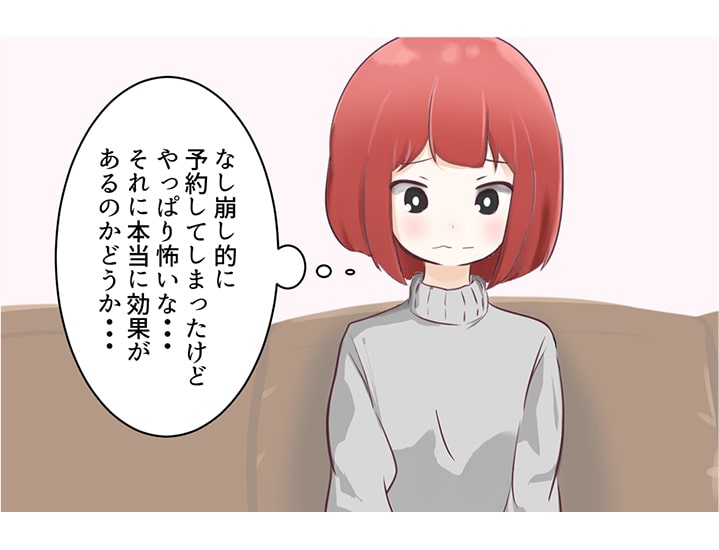 なし崩し的に
予約してしまったけど
やっぱり怖いな・・・
それに本当に効果が
あるのかどうか・・・